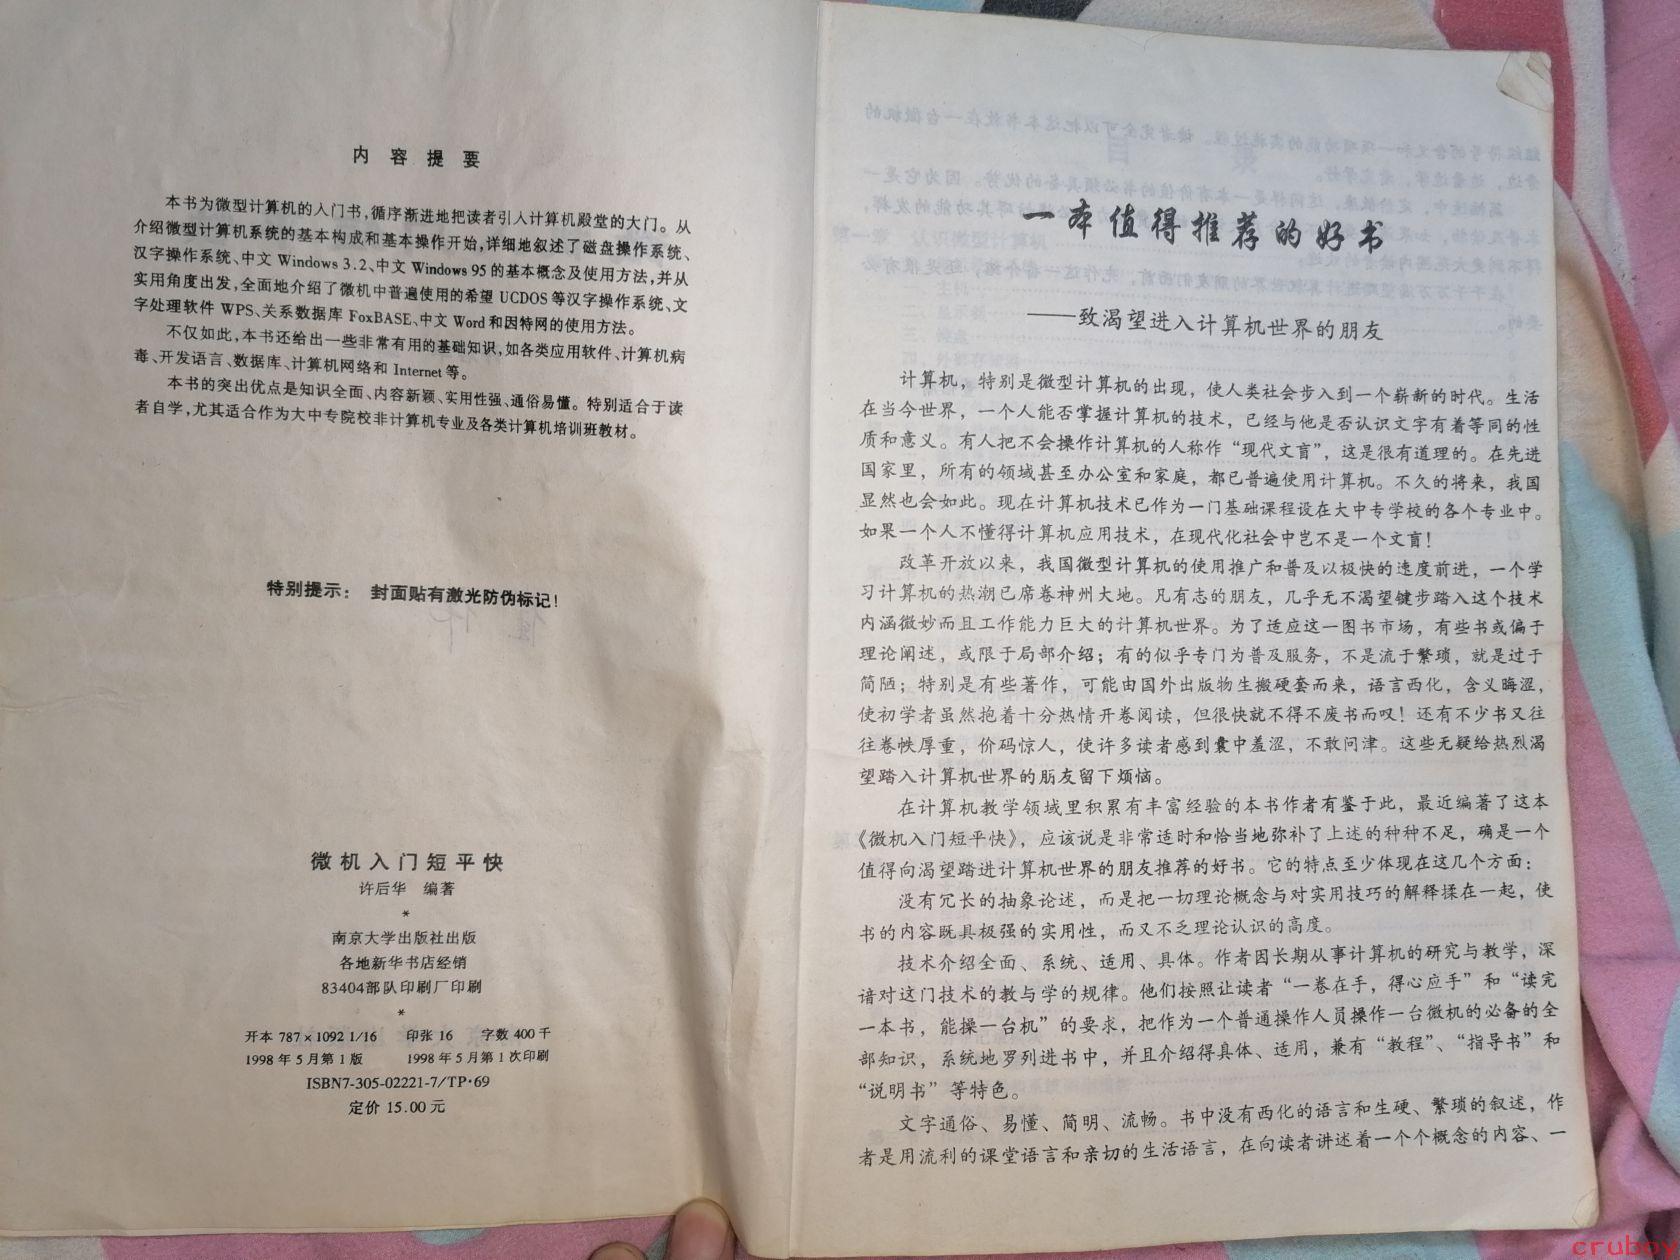 内容提要
本书为微型计算机的入门书,循序渐进地把读者引入计算机殿堂的大门。从
介绍微型计算机系统的基本构成和基本操作开始,详细地叙述了磁盘操作系统、
汉字操作系统、中文 Windows 3.2、中文 Windows 95 的基本概念及使用方法,并从
实用角度出发,全面地介绍了微机中普遍使用的希望 UCDOS 等汉字操作系统、文
字处理软件 WPS、关系数据库 FoxBASE、中文 Word 和因特网的使用方法。
不仅如此,本书还给出一些非常有用的基础知识,如各类应用软件、计算机病
毒、开发语言、数据库、计算机网络和 Internet 等。
本书的突出优点是知识全面、内容新颖、实用性强、通俗易懂。特别适合于读
者自学,尤其适合作为大中专院校非计算机专业及各类计算机培训班教材。
特别提示: 封面贴有激光防伪标记!
微机入门短平快
许后华 编著
*
南京大学出版社出版
各地新华书店经销
83404部队印刷厂印刷
*
开本 787×1092 1/16 印张 16 字数 400 千
1998 年 5 月第 1 版 1998 年 5 月第 1 次印刷
ISBN7-305-02221-7/TP·69
定价 15.00 元
一本值得推荐的好书
——致渴望进入计算机世界的朋友
计算机，特别是微型计算机的出现，使人类社会步入到一个崭新的时代。生活
在当今世界，一个人能否掌握计算机的技术，已经与他是否认识文字有着等同的性
质和意义。有人把不会操作计算机的人称作“现代文盲”，这是很有道理的。在先进
国家里，所有的领域甚至办公室和家庭，都已普遍使用计算机。不久的将来，我国
显然也会如此。现在计算机技术已作为一门基础课程设在大中专学校的各个专业中。
如果一个人不懂得计算机应用技术，在现代化社会中岂不是一个文盲！
改革开放以来，我国微型计算机的使用推广和普及以极快的速度前进，一个学
习计算机的热潮已席卷神州大地。凡有志的朋友，几乎无不渴望键步踏入这个技术
内涵微妙而且工作能力巨大的计算机世界。为了适应这一图书市场，有些书或偏于
理论阐述，或限于局部介绍；有的似乎专门为普及服务，不是流于繁琐，就是过于
简陋；特别是有些著作，可能由国外出版物生搬硬套而来，语言西化，含义晦涩，
使初学者虽然抱着十分热情开卷阅读，但很快就不得不废书而叹！还有不少书又往
往卷帙厚重，价码惊人，使许多读者感到囊中羞涩，不敢问津。这些无疑给热烈渴
望踏入计算机世界的朋友留下烦恼。
在计算机教学领域里积累有丰富经验的本书作者有鉴于此，最近编著了这本
《微机入门短平快》，应该说是非常适时和恰当地弥补了上述的种种不足，确是一个
值得向渴望踏进计算机世界的朋友推荐的好书。它的特点至少体现在这几个方面：
没有冗长的抽象论述，而是把一切理论概念与对实用技巧的解释揉在一起，使
书的内容既具极强的实用性，而又不乏理论认识的高度。
技术介绍全面、系统、适用、具体。作者因长期从事计算机的研究与教学，深
谙对这门技术的教与学的规律。他们按照让读者“一卷在手，得心应手”和“读完
一本书，能操一台机”的要求，把作为一个普通操作人员操作一台微机的必备的全
部知识，系统地罗列进书中，并且介绍得具体、适用，兼有“教程”、“指导书”和
“说明书”等特色。
文字通俗、易懂、简明、流畅。书中没有西化的语言和生硬、繁琐的叙述，作
者是用流利的课堂语言和亲切的生活语言，在向读者讲述着一个个概念的内容、一
cruboy